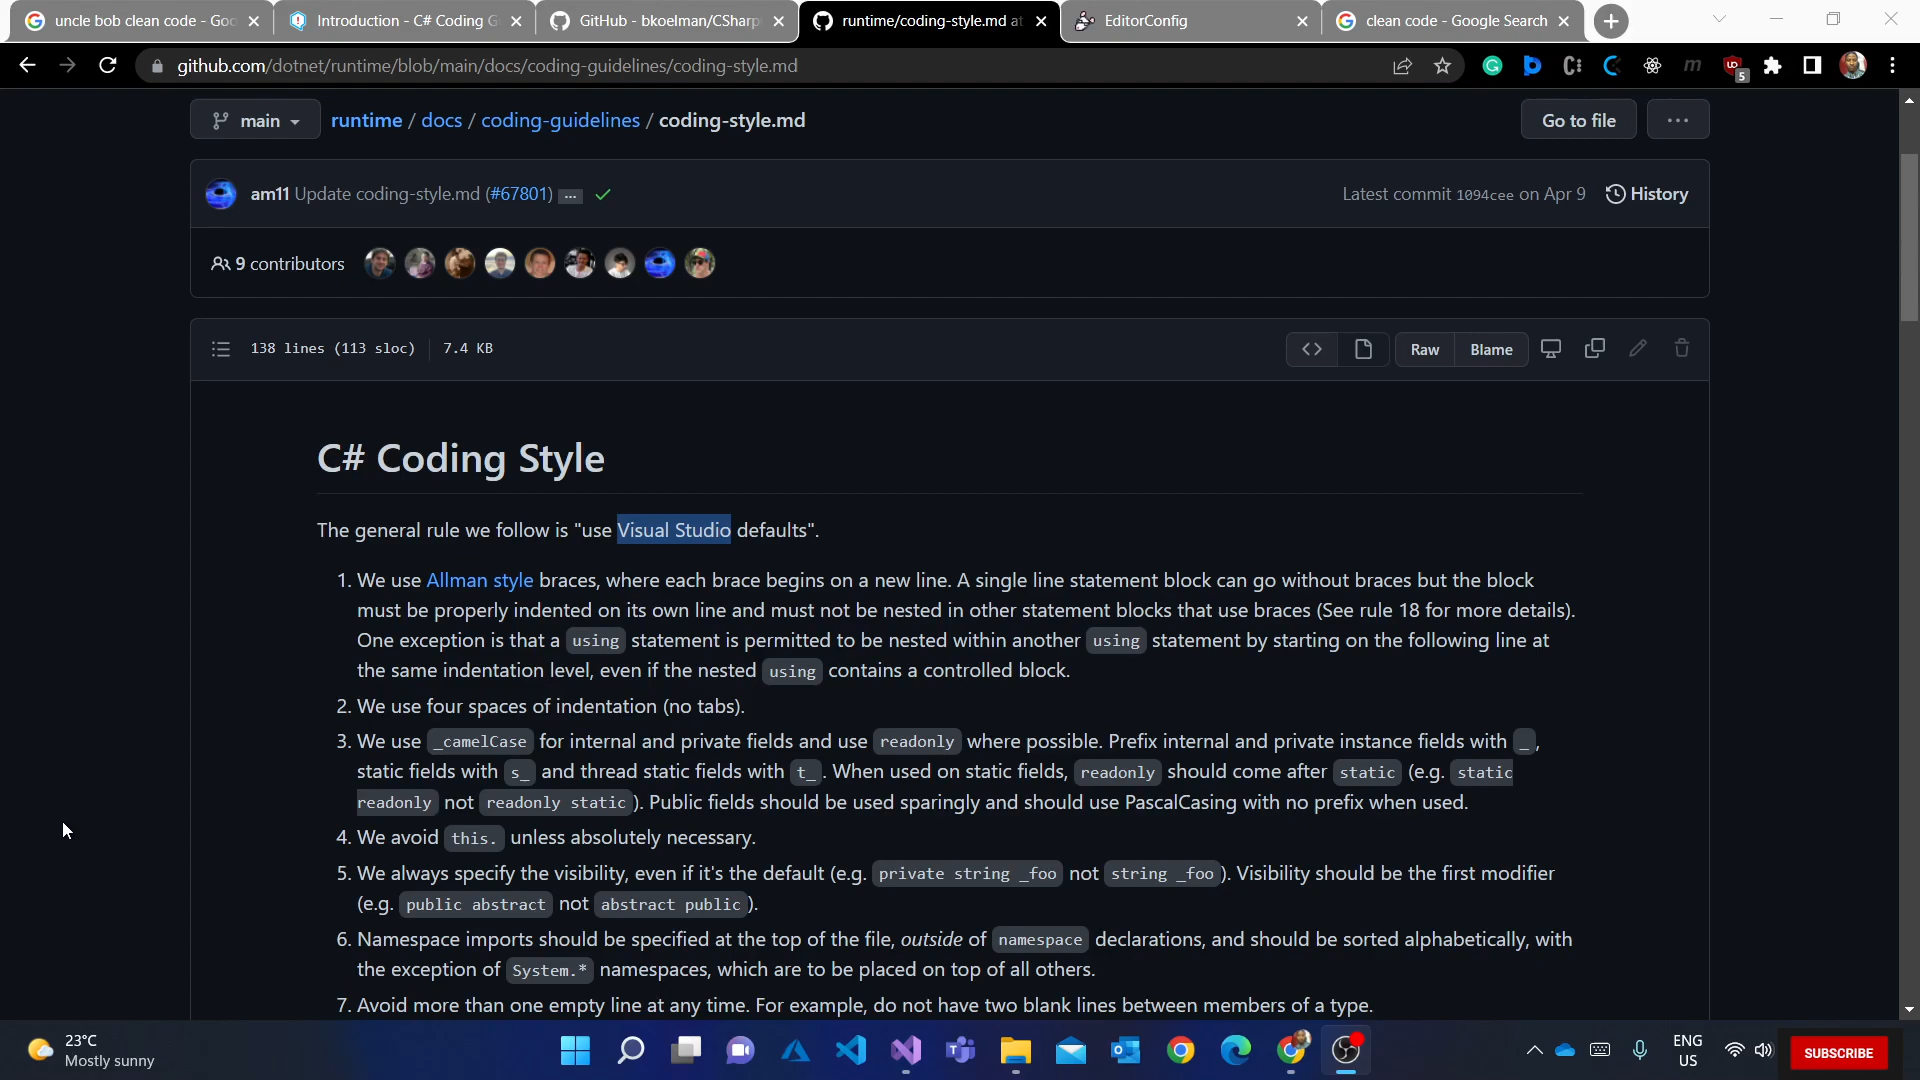 uncle bob clean code - Goo
Introduction - C# Coding G
GitHub - bkoelman/CSharp
runtime/coding-style.md at
EditorConfig
clean code - Google Search
github.com/dotnet/runtime/blob/main/docs/coding-guidelines/coding-style.md
5
main
runtime / docs / coding-guidelines / coding-style.md
Go to file
...
am11 Update coding-style.md (#67801) ...
Latest commit 1094cee on Apr 9
History
9 contributors
138 lines (113 sloc)
7.4 KB
Raw
Blame
C# Coding Style
The general rule we follow is "use Visual Studio defaults".
1. We use Allman style braces, where each brace begins on a new line. A single line statement block can go without braces but the block
must be properly indented on its own line and must not be nested in other statement blocks that use braces (See rule 18 for more details).
One exception is that a using statement is permitted to be nested within another using statement by starting on the following line at
the same indentation level, even if the nested using contains a controlled block.
2. We use four spaces of indentation (no tabs).
3. We use _camelCase for internal and private fields and use readonly where possible. Prefix internal and private instance fields with _,
static fields with s_ and thread static fields with t_. When used on static fields, readonly should come after static (e.g. static
readonly not readonly static). Public fields should be used sparingly and should use PascalCasing with no prefix when used.
4. We avoid this. unless absolutely necessary.
5. We always specify the visibility, even if it's the default (e.g. private string _foo not string _foo). Visibility should be the first modifier
(e.g. public abstract not abstract public).
6. Namespace imports should be specified at the top of the file, outside of namespace declarations, and should be sorted alphabetically, with
the exception of System.* namespaces, which are to be placed on top of all others.
7. Avoid more than one empty line at any time. For example, do not have two blank lines between members of a type.
23°C
Mostly sunny
ENG
US
SUBSCRIBE